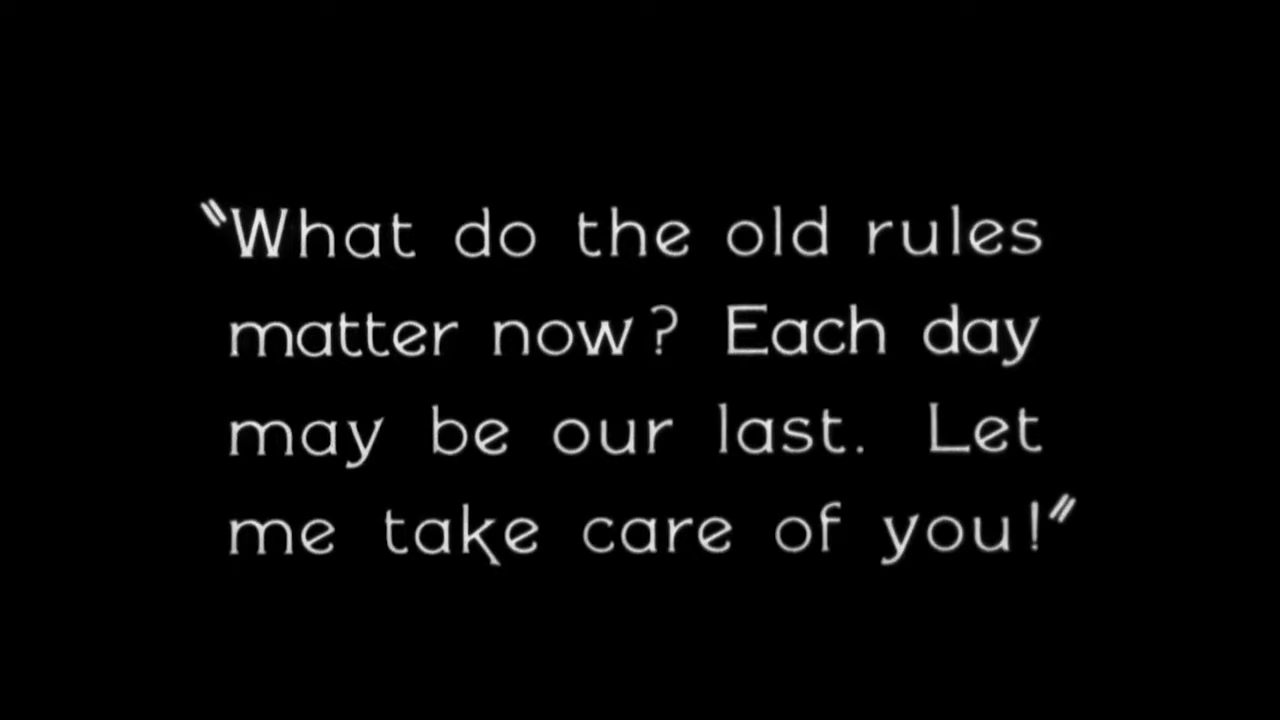 "What do the old rules
matter now? Each day
may be our last. Let
me take care of you!"